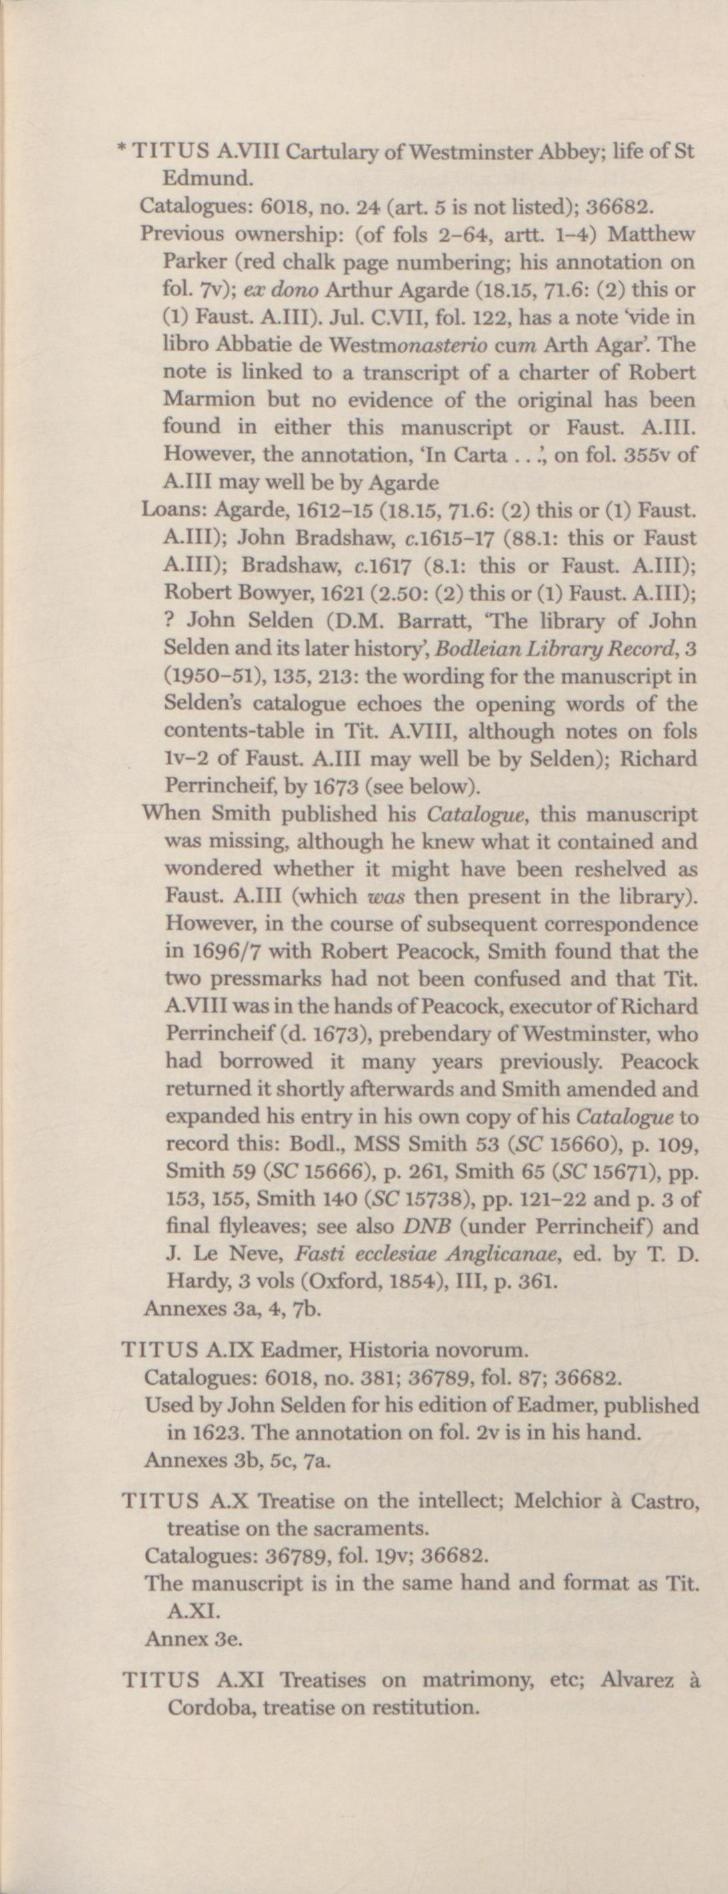 * TITUS A.VIII Cartulary of Westminster Abbey; life of St
Edmund.
Catalogues: 6018, no. 24 (art. 5 is not listed); 36682.
Previous ownership: (of fols 2–64, artt. 1–4) Matthew
Parker (red chalk page numbering; his annotation on
fol. 7v); ex dono Arthur Agarde (18.15, 71.6: (2) this or
(1) Faust. A.III). Jul. C.VII, fol. 122, has a note ‘vide in
libro Abbatie de Westmonasterio cum Arth Agar’. The
note is linked to a transcript of a charter of Robert
Marmion but no evidence of the original has been
found in either this manuscript or Faust. A.III.
However, the annotation, ‘In Carta . . .’, on fol. 355v of
A.III may well be by Agarde
Loans: Agarde, 1612–15 (18.15, 71.6: (2) this or (1) Faust.
A.III); John Bradshaw, c.1615–17 (88.1: this or Faust
A.III); Bradshaw, c.1617 (8.1: this or Faust. A.III);
Robert Bowyer, 1621 (2.50: (2) this or (1) Faust. A.III);
? John Selden (D.M. Barratt, ‘The library of John
Selden and its later history’, Bodleian Library Record, 3
(1950–51), 135, 213: the wording for the manuscript in
Selden’s catalogue echoes the opening words of the
contents-table in Tit. A.VIII, although notes on fols
1v–2 of Faust. A.III may well be by Selden); Richard
Perrincheif, by 1673 (see below).
When Smith published his Catalogue, this manuscript
was missing, although he knew what it contained and
wondered whether it might have been reshelved as
Faust. A.III (which was then present in the library).
However, in the course of subsequent correspondence
in 1696/7 with Robert Peacock, Smith found that the
two pressmarks had not been confused and that Tit.
A.VIII was in the hands of Peacock, executor of Richard
Perrincheif (d. 1673), prebendary of Westminster, who
had borrowed it many years previously. Peacock
returned it shortly afterwards and Smith amended and
expanded his entry in his own copy of his Catalogue to
record this: Bodl., MSS Smith 53 (SC 15660), p. 109,
Smith 59 (SC 15666), p. 261, Smith 65 (SC 15671), pp.
153, 155, Smith 140 (SC 15738), pp. 121–22 and p. 3 of
final flyleaves; see also DNB (under Perrincheif) and
J. Le Neve, Fasti ecclesiae Anglicanae, ed. by T. D.
Hardy, 3 vols (Oxford, 1854), III, p. 361.
Annexes 3a, 4, 7b.
TITUS A.IX Eadmer, Historia novorum.
Catalogues: 6018, no. 381; 36789, fol. 87; 36682.
Used by John Selden for his edition of Eadmer, published
in 1623. The annotation on fol. 2v is in his hand.
Annexes 3b, 5c, 7a.
TITUS A.X Treatise on the intellect; Melchior à Castro,
treatise on the sacraments.
Catalogues: 36789, fol. 19v; 36682.
The manuscript is in the same hand and format as Tit.
A.XI.
Annex 3e.
TITUS A.XI Treatises on matrimony, etc; Alvarez à
Cordoba, treatise on restitution.